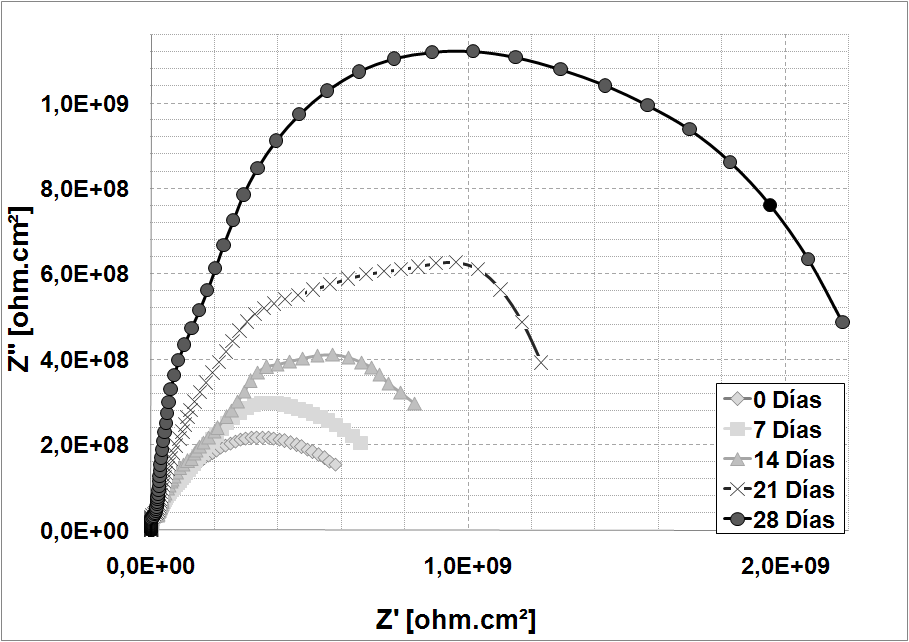 Z'' [ohm.cm²]
1,0E+09
8,0E+08
6,0E+08
4,0E+08
2,0E+08
0,0E+00
0,0E+00 1,0E+09 2,0E+09
Z' [ohm.cm²]
0 Días
7 Días
14 Días
21 Días
28 Días